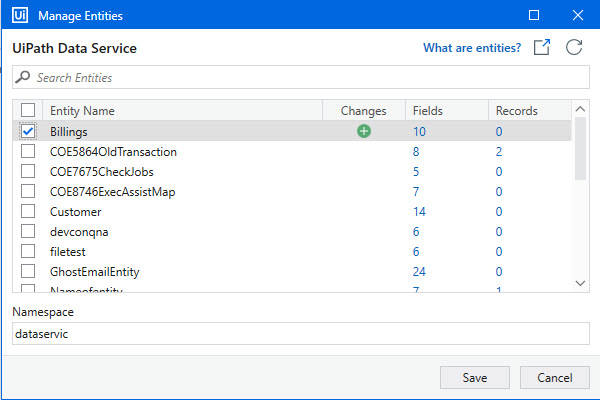 Ui Manage Entities
UiPath Data Service What are entities?
Search Entities
Entity Name Changes Fields Records
Billings 10 0
COE5864OldTransaction 8 2
COE7675CheckJobs 5 0
COE8746ExecAssistMap 7 0
Customer 14 0
devconqna 6 0
filetest 6 0
GhostEmailEntity 24 0
Nameofentity 7 1
Namespace
dataservic
Save Cancel